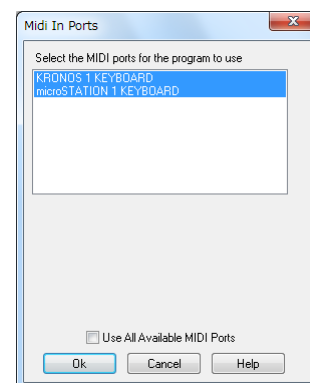 Midi In Ports
Select the MIDI ports for the program to use
KRONOS 1 KEYBOARD
microSTATION 1 KEYBOARD
Use All Available MIDI Ports
Ok Cancel Help